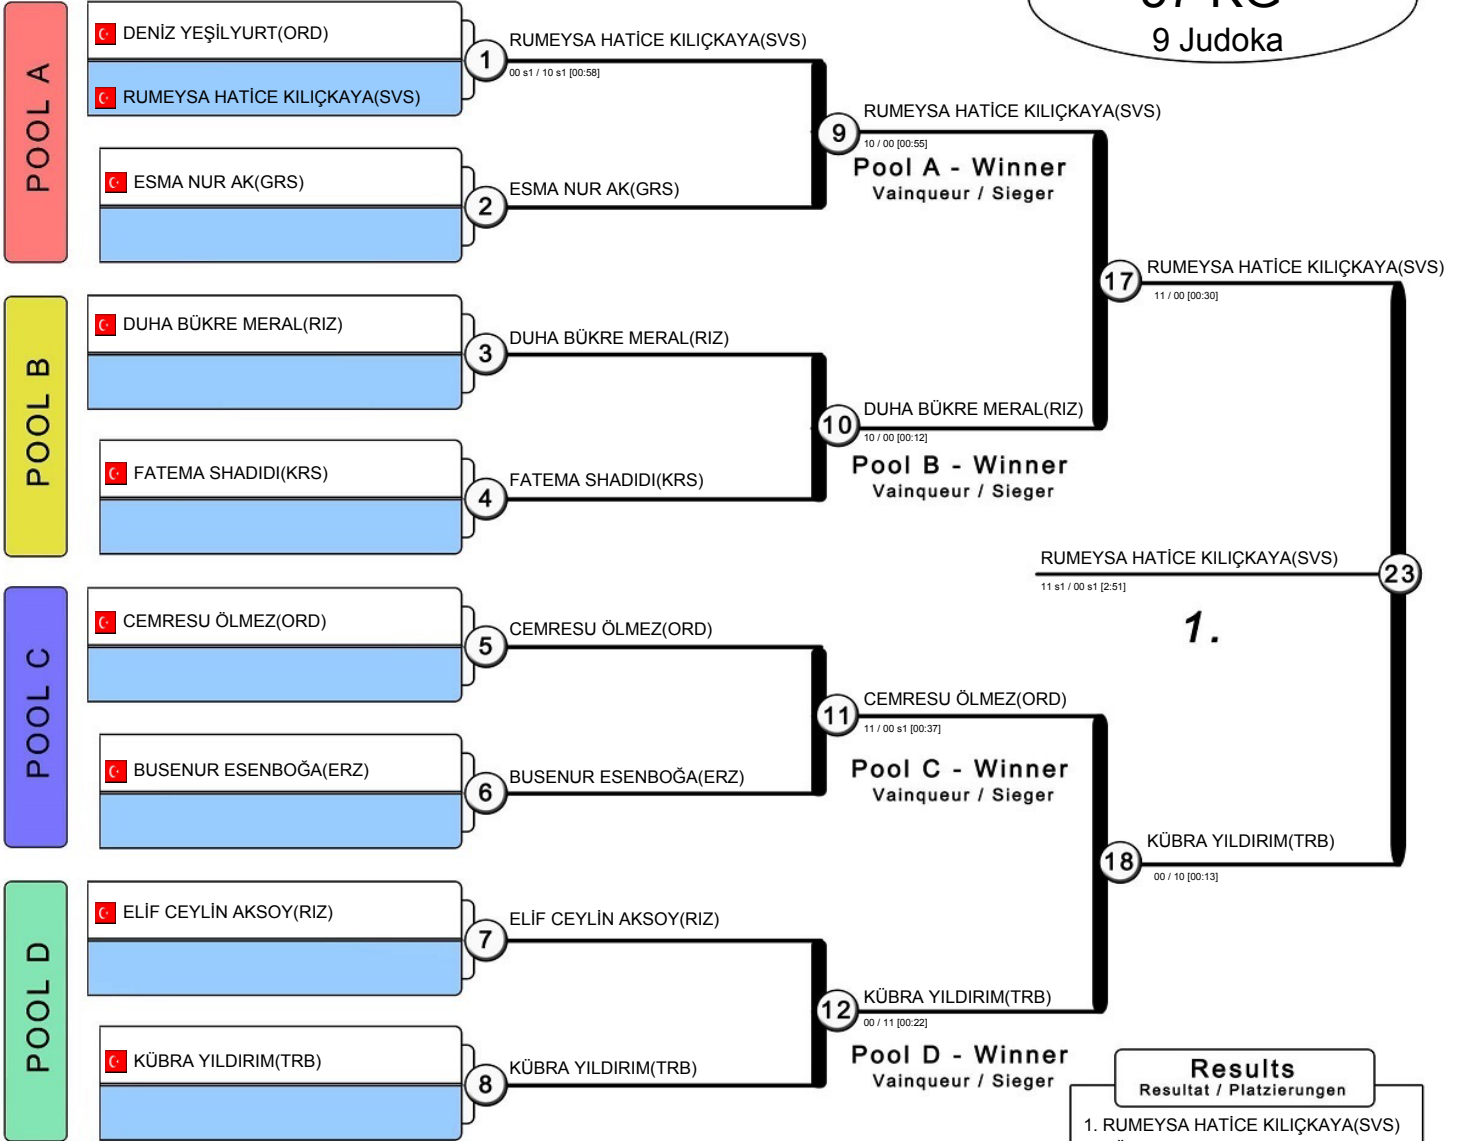 9 Judoka
POOL A
DENİZ YEŞİLYURT(ORD)
RUMEYSA HATİCE KILIÇKAYA(SVS)
1
RUMEYSA HATİCE KILIÇKAYA(SVS)
00 s1 / 10 s1 [00:58]
ESMA NUR AK(GRS)
2
ESMA NUR AK(GRS)
9
RUMEYSA HATİCE KILIÇKAYA(SVS)
10 / 00 [00:55]
Pool A - Winner
Vainqueur / Sieger
POOL B
DUHA BÜKRE MERAL(RIZ)
3
DUHA BÜKRE MERAL(RIZ)
FATEMA SHADIDI(KRS)
4
FATEMA SHADIDI(KRS)
10
DUHA BÜKRE MERAL(RIZ)
10 / 00 [00:12]
Pool B - Winner
Vainqueur / Sieger
17
RUMEYSA HATİCE KILIÇKAYA(SVS)
11 / 00 [00:30]
POOL C
CEMRESU ÖLMEZ(ORD)
5
CEMRESU ÖLMEZ(ORD)
BUSENUR ESENBOĞA(ERZ)
6
BUSENUR ESENBOĞA(ERZ)
11
CEMRESU ÖLMEZ(ORD)
11 / 00 s1 [00:37]
Pool C - Winner
Vainqueur / Sieger
POOL D
ELİF CEYLİN AKSOY(RIZ)
7
ELİF CEYLİN AKSOY(RIZ)
KÜBRA YILDIRIM(TRB)
8
KÜBRA YILDIRIM(TRB)
12
KÜBRA YILDIRIM(TRB)
00 / 11 [00:22]
Pool D - Winner
Vainqueur / Sieger
18
KÜBRA YILDIRIM(TRB)
00 / 10 [00:13]
RUMEYSA HATİCE KILIÇKAYA(SVS)
23
11 s1 / 00 s1 [2:51]
1.
Results
Resultat / Platzierungen
1. RUMEYSA HATİCE KILIÇKAYA(SVS)